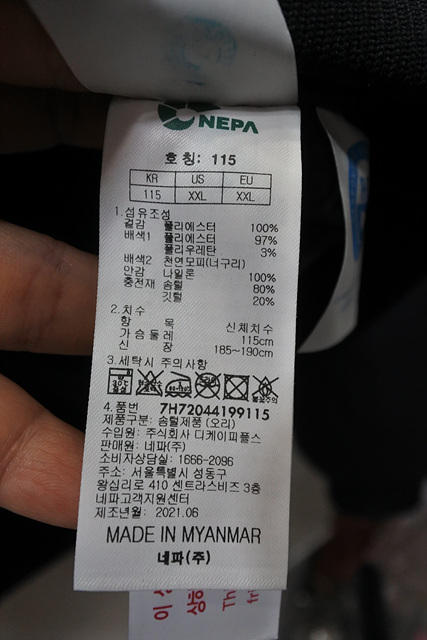 NEPA
호칭: 115
KR US EU
115 XXL XXL
1.섬유조성
겉감 폴리에스터 100%
배색1 폴리에스터 97%
폴리우레탄 3%
배색2 천연모피(너구리)
안감 나일론 100%
충전재 솜털 80%
깃털 20%
2.치수
항 목 신체치수
가슴둘레 115cm
신 장 185~190cm
3.세탁시 주의사항
4.품번 7H72044199115
제품구분: 솜털제품 (오리)
수입원: 주식회사 디케이피플스
판매원: 네파(주)
소비자상담실: 1666-2096
주소: 서울특별시 성동구
왕십리로 410 센트라스비즈 3층
네파고객지원센터
제조년월: 2021.06
MADE IN MYANMAR
네파(주)